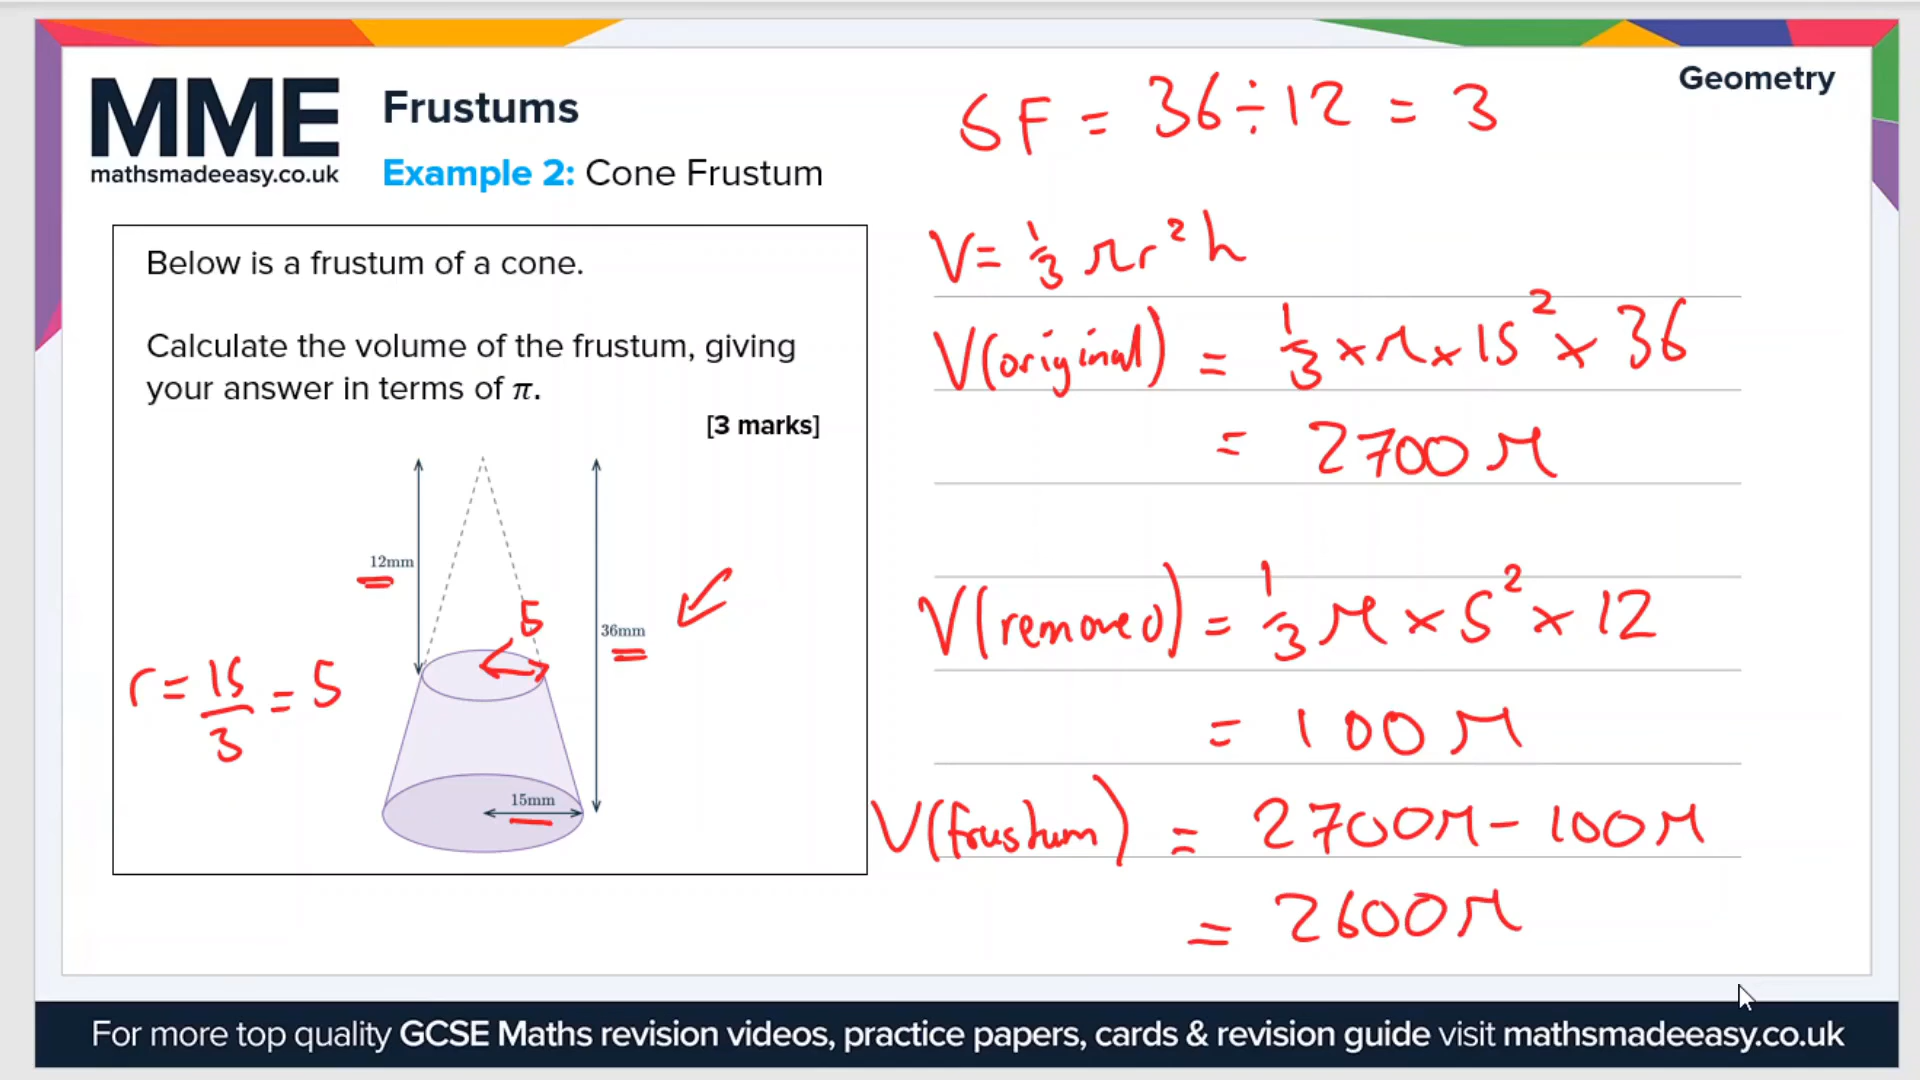 MME
mathsmadeeasy.co.uk
Frustums
Example 2: Cone Frustum
Geometry
Below is a frustum of a cone.
Calculate the volume of the frustum, giving
your answer in terms of π.
[3 marks]
12mm
5
36mm
r = 15/3 = 5
15mm
SF = 36 ÷ 12 = 3
V = 1/3 πr²h
V(original) = 1/3 × π × 15² × 36
= 2700π
V(removed) = 1/3 π × 5² × 12
= 100π
V(frustum) = 2700π - 100π
= 2600π
For more top quality GCSE Maths revision videos, practice papers, cards & revision guide visit mathsmadeeasy.co.uk